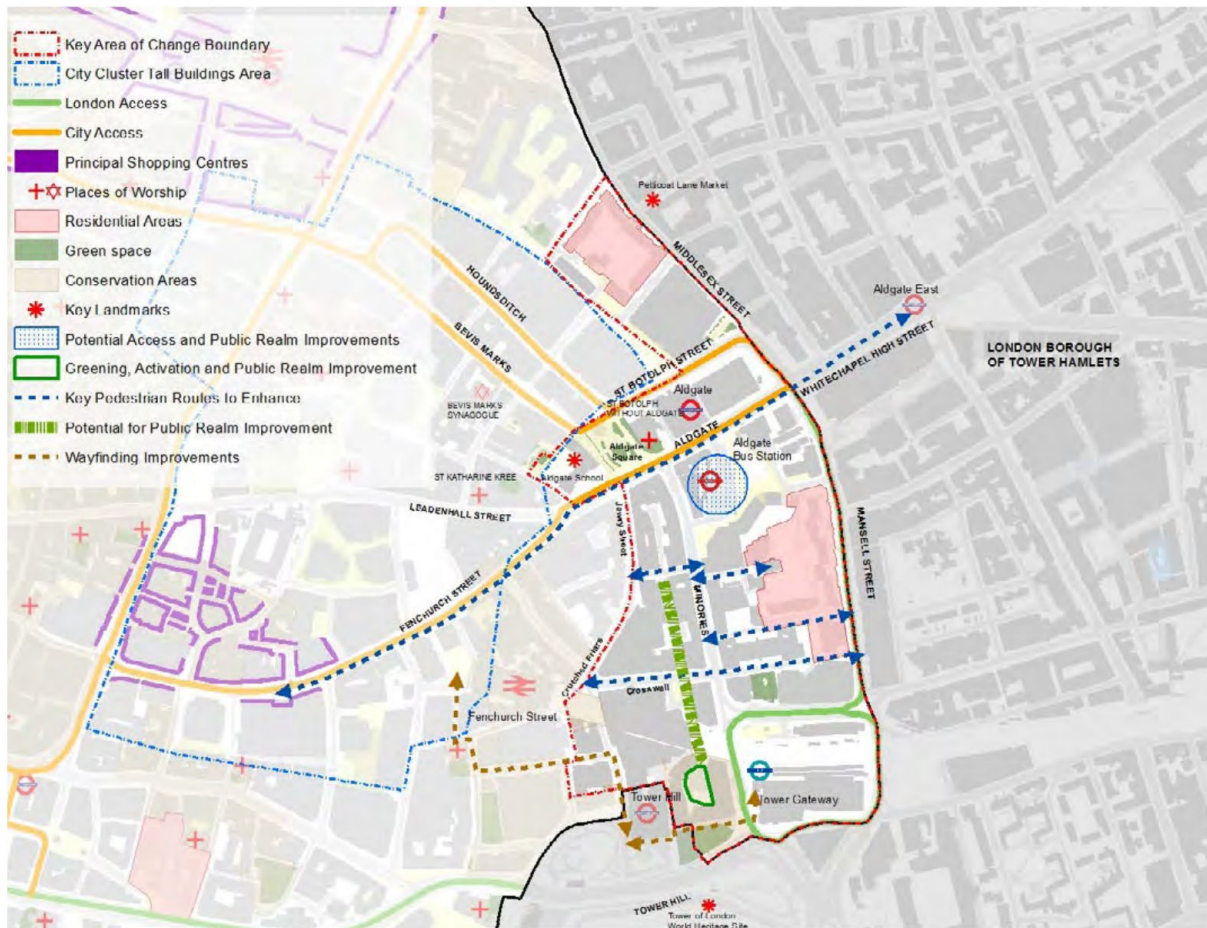 Key Area of Change Boundary
City Cluster Tall Buildings Area
London Access
City Access
Principal Shopping Centres
Places of Worship
Residential Areas
Green space
Conservation Areas
Key Landmarks
Potential Access and Public Realm Improvements
Greening, Activation and Public Realm Improvement
Key Pedestrian Routes to Enhance
Potential for Public Realm Improvement
Wayfinding Improvements
Petticoat Lane Market
MIDDLESEX STREET
HOUNDSDITCH
BEVIS MARKS
Aldgate East
WHITECHAPEL HIGH STREET
LONDON BOROUGH
OF TOWER HAMLETS
ST BOTOLPH STREET
Aldgate
BEVIS MARKS
SYNAGOGUE
ST BOTOLPH
WITHOUT ALDGATE
ALDGATE
Aldgate
Square
Aldgate
Bus Station
Aldgate School
ST KATHARINE KREE
LEADENHALL STREET
Jewry Street
MANSELL STREET
FENCHURCH STREET
MINORIES
Crutched Friars
Crosswall
Fenchurch Street
Tower Hill
Tower Gateway
TOWER HILL
Tower of London
World Heritage Site